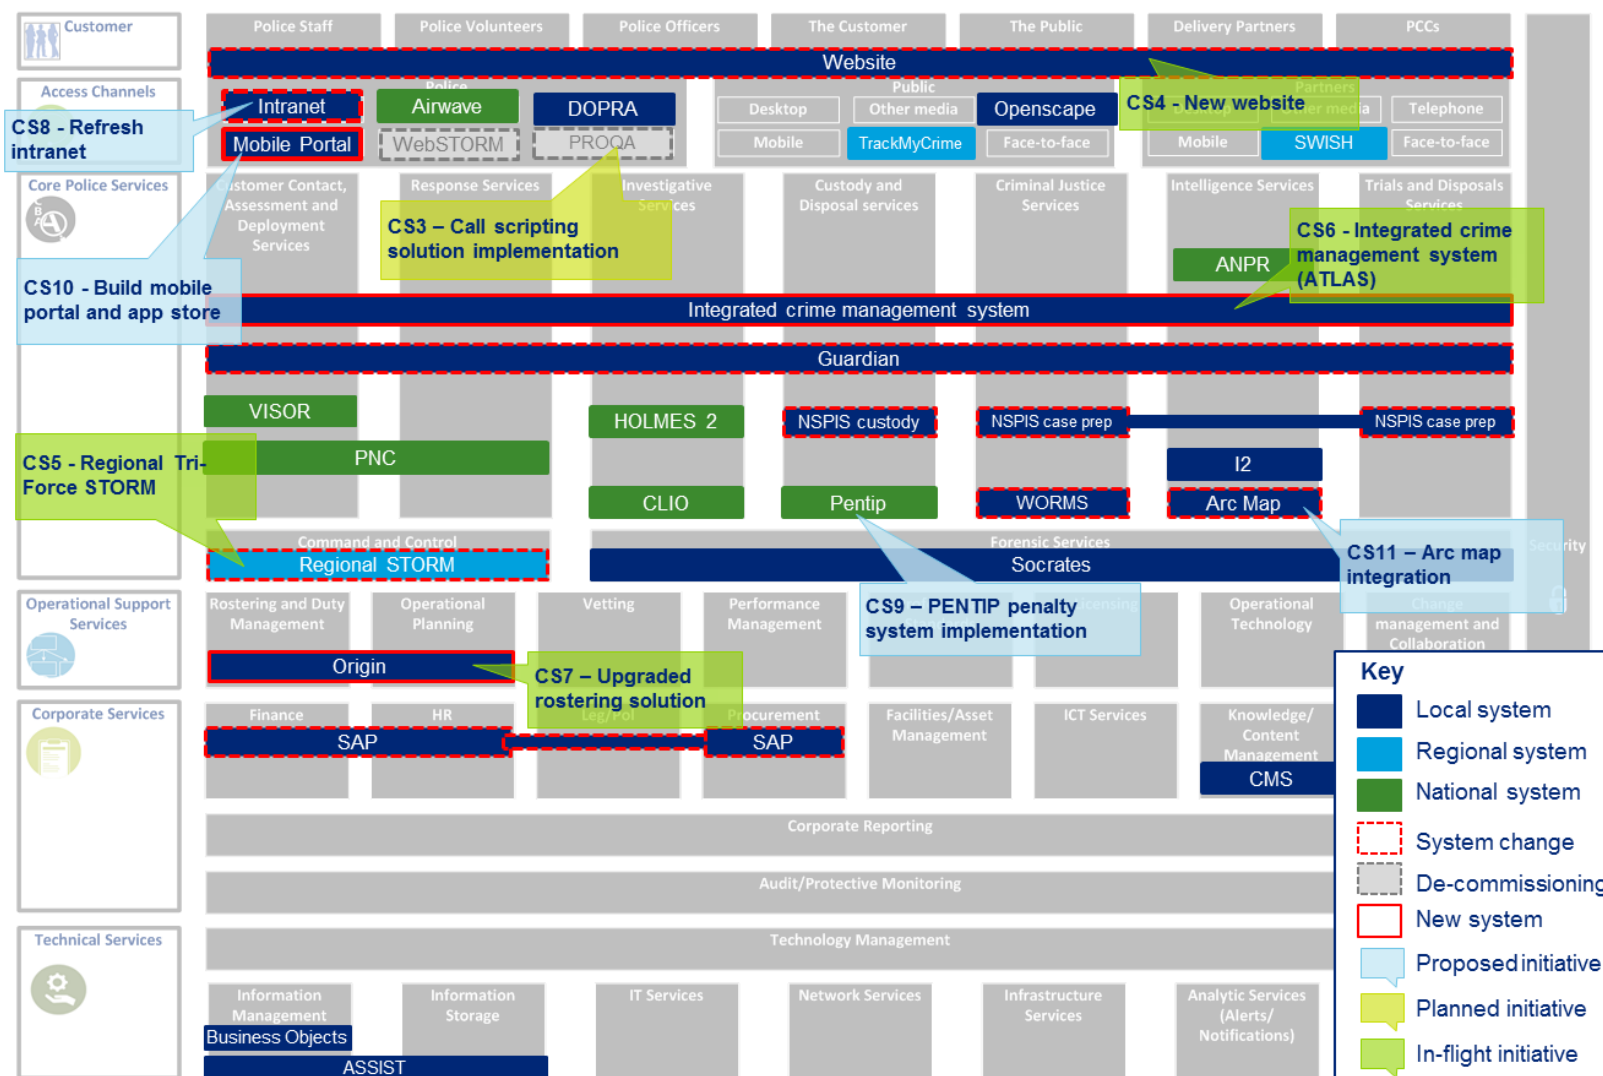 Customer
Police Staff
Police Volunteers
Police Officers
The Customer
The Public
Delivery Partners
PCCs
Website
Access Channels
Police
Public
Partners
Intranet
Airwave
DOPRA
Desktop
Other media
Openscape
Desktop
Other media
Telephone
CS4 - New website
CS8 - Refresh
intranet
Mobile Portal
WebSTORM
PROQA
Mobile
TrackMyCrime
Face-to-face
Mobile
SWISH
Face-to-face
Core Police Services
Customer Contact,
Assessment and
Deployment
Services
Response Services
Investigative
Services
Custody and
Disposal services
Criminal Justice
Services
Intelligence Services
Trials and Disposals
Services
CS3 – Call scripting
solution implementation
CS6 - Integrated crime
management system
(ATLAS)
ANPR
CS10 - Build mobile
portal and app store
Integrated crime management system
Guardian
VISOR
HOLMES 2
NSPIS custody
NSPIS case prep
NSPIS case prep
CS5 - Regional Tri-
Force STORM
PNC
I2
CLIO
Pentip
WORMS
Arc Map
Command and Control
Regional STORM
Forensic Services
Socrates
CS11 – Arc map
integration
Security
CS9 – PENTIP penalty
system implementation
Operational Support
Services
Rostering and Duty
Management
Operational
Planning
Vetting
Performance
Management
Licensing
Operational
Technology
Change
management and
Collaboration
Origin
CS7 – Upgraded
rostering solution
Corporate Services
Finance
HR
Leg/Pol
Procurement
Facilities/Asset
Management
ICT Services
Knowledge/
Content
Management
SAP
SAP
CMS
Corporate Reporting
Audit/Protective Monitoring
Technical Services
Technology Management
Information
Management
Information
Storage
IT Services
Network Services
Infrastructure
Services
Analytic Services
(Alerts/
Notifications)
Business Objects
ASSIST
Key
Local system
Regional system
National system
System change
De-commissioning
New system
Proposed initiative
Planned initiative
In-flight initiative